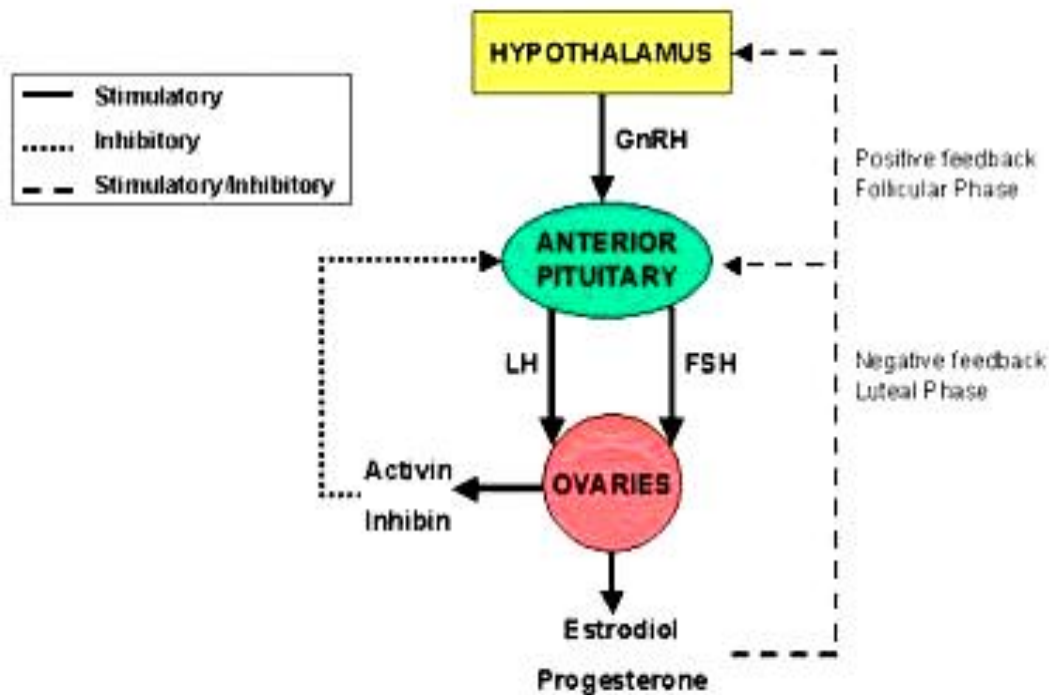 HYPOTHALAMUS
Stimulatory
Inhibitory
Stimulatory/Inhibitory
GnRH
Positive feedback
Follicular Phase
ANTERIOR
PITUITARY
LH
FSH
Negative feedback
Luteal Phase
Activin
Inhibin
OVARIES
Estrodiol
Progesterone